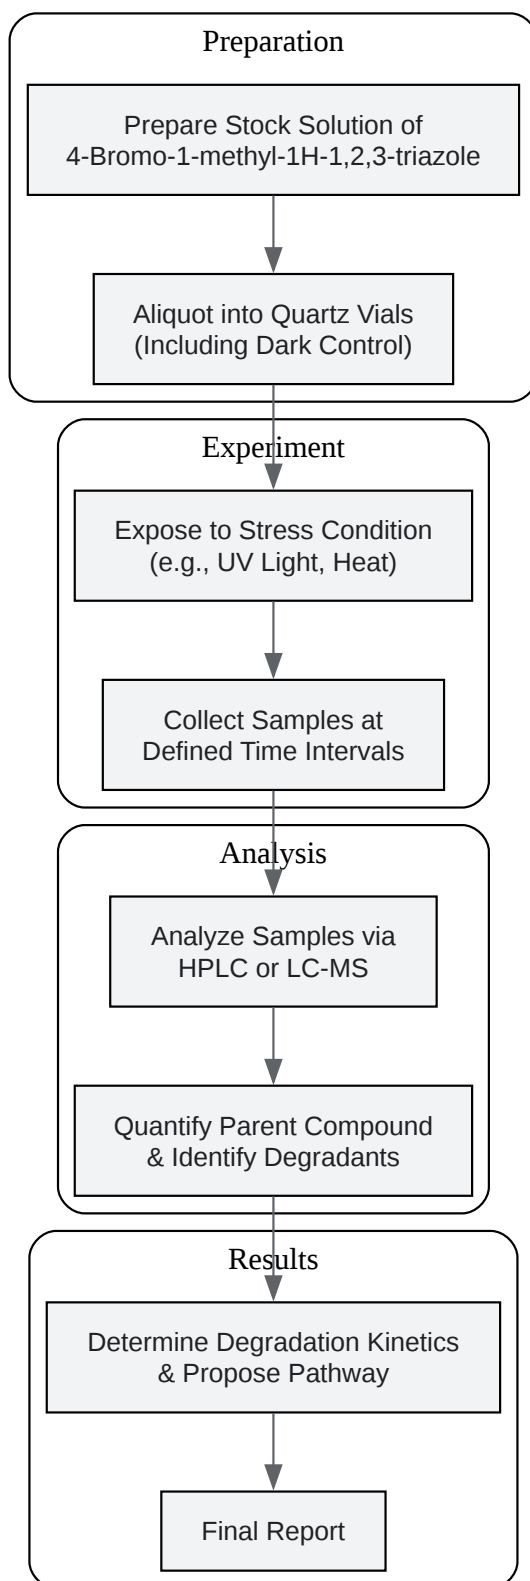 Preparation
Prepare Stock Solution of
4-Bromo-1-methyl-1H-1,2,3-triazole
Aliquot into Quartz Vials
(Including Dark Control)
Experiment
Expose to Stress Condition
(e.g., UV Light, Heat)
Collect Samples at
Defined Time Intervals
Analysis
Analyze Samples via
HPLC or LC-MS
Quantify Parent Compound
& Identify Degradants
Results
Determine Degradation Kinetics
& Propose Pathway
Final Report